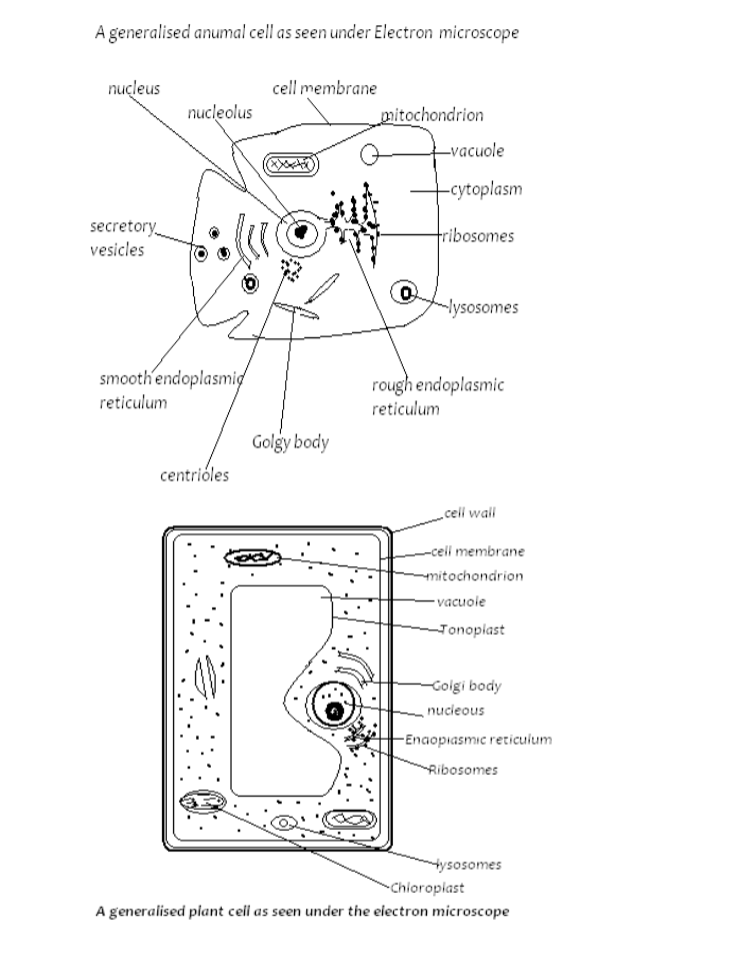 A generalised anumal cell as seen under Electron microscope
nucleus
cell membrane
nucleolus
mitochondrion
vacuole
cytoplasm
secretory
vesicles
ribosomes
lysosomes
smooth endoplasmic
reticulum
rough endoplasmic
reticulum
Golgy body
centrioles
cell wall
cell membrane
mitochondrion
vacuole
Tonoplast
Golgi body
nucleous
Endoplasmic reticulum
Ribosomes
lysosomes
Chloroplast
A generalised plant cell as seen under the electron microscope